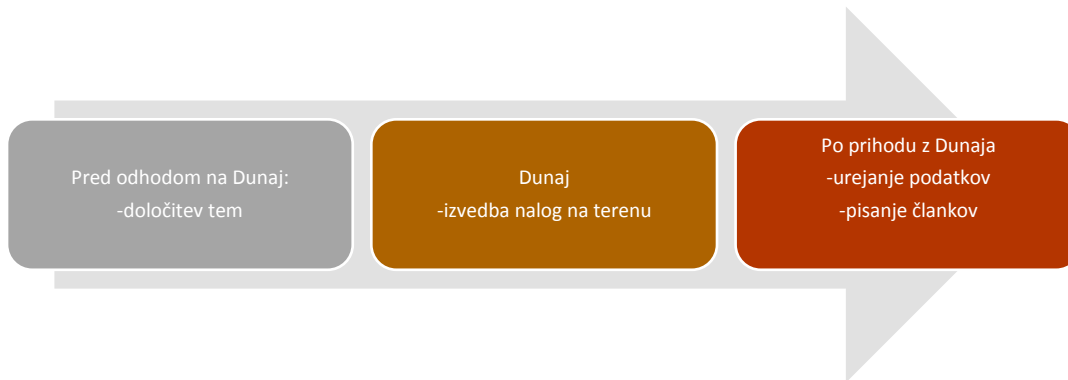 Pred odhodom na Dunaj:
-določitev tem
Dunaj
-izvedba nalog na terenu
Po prihodu z Dunaja
-urejanje podatkov
-pisanje člankov